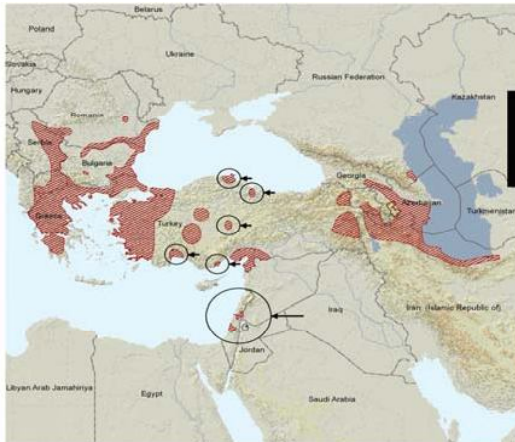 Belarus
Poland
Ukraine
Slovakia
Russian Federation
Hungary
Kazakhstan
Romania
Serbia
Bulgaria
Georgia
Azerbaijan
Turkmenistan
Greece
Turkey
Iraq
Iran (Islamic Republic of)
Jordan
Libyan Arab Jamahiriya
Egypt
Saudi Arabia